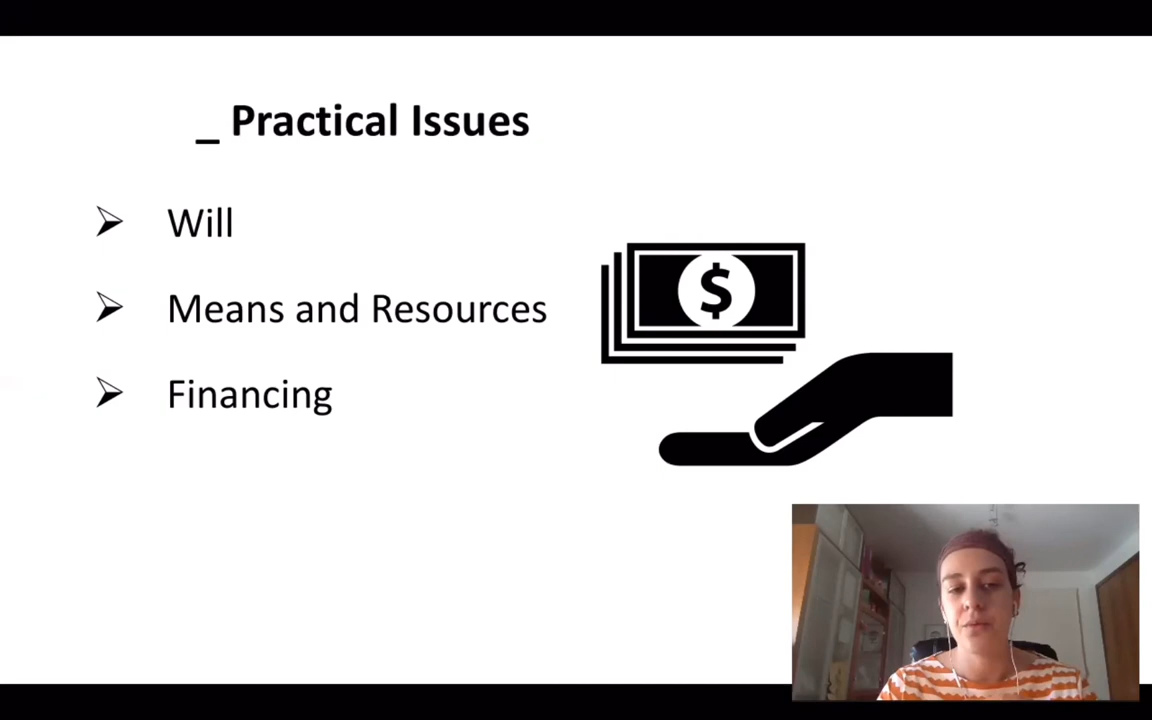 _ Practical Issues
➢ Will
➢ Means and Resources
➢ Financing
$